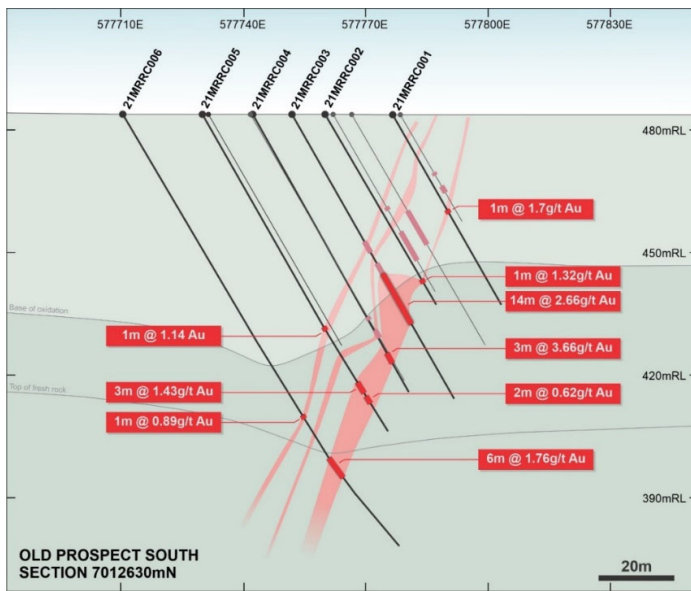 577710E
577740E
577770E
577800E
577830E
21MRRC006
21MRRC005
21MRRC004
21MRRC003
21MRRC002
21MRRC001
480mRL
1m @ 1.7g/t Au
450mRL
1m @ 1.32g/t Au
14m @ 2.66g/t Au
Base of oxidation
1m @ 1.14 Au
3m @ 3.66g/t Au
420mRL
Top of fresh rock
3m @ 1.43g/t Au
2m @ 0.62g/t Au
1m @ 0.89g/t Au
6m @ 1.76g/t Au
390mRL
OLD PROSPECT SOUTH
SECTION 7012630mN
20m